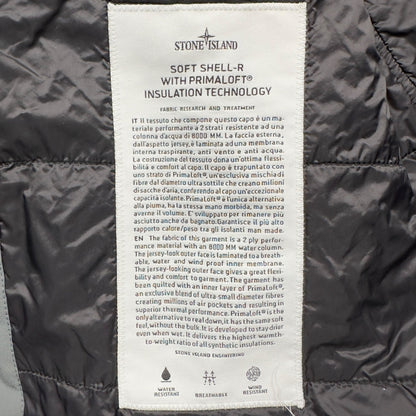 STONE ISLAND
SOFT SHELL-R
WITH PRIMALOFT®
INSULATION TECHNOLOGY
FABRIC RESEARCH AND TREATMENT
IT Il tessuto che compone questo capo è un ma-
teriale performante a 2 strati resistente ad una
colonna d'acqua di 8000 MM. La faccia esterna,
dall'aspetto jersey, è laminata ad una membrana
interna traspirante, anti vento e anti acqua.
La costruzione del tessuto dona un'ottima flessi-
bilità e comfort al capo. Il capo è trapuntato con
uno strato di PrimaLoft®, un'esclusiva mischia di
fibre dal diametro ultra sottile che creano milioni
di sacche d'aria, conferendo al capo un'eccezionale
capacità isolante. PrimaLoft® è l'unica alternativa
alla piuma, ha la stessa mano morbida, ma senza
averne il volume. E' sviluppato per rimanere più
asciutto anche da bagnato. Garantisce il più alto
rapporto calore/peso tra gli isolanti man made.
EN The fabric of this garment is a 2 ply perfor-
mance material with an 8000 MM water column.
The jersey-looking outer face is laminated to a breath-
able, water and wind proof inner membrane.
The jersey-looking outer face gives a great flexi-
bility and comfort to garment. The garment, has
been quilted with an inner layer of PrimaLoft®,
an exclusive blend of ultra-small diameter fibres
creating millions of air pockets and resulting in
superior thermal performance. PrimaLoft® is the
only alternative to real down, it has the same soft
feel, without the bulk. It is developed to stay even
drier when wet. It delivers the highest warmth-
to weight ratio of all synthetic insulations.
STONE ISLAND ENGINEERING
WATER
RESISTANT
BREATHABLE
WIND
RESISTANT